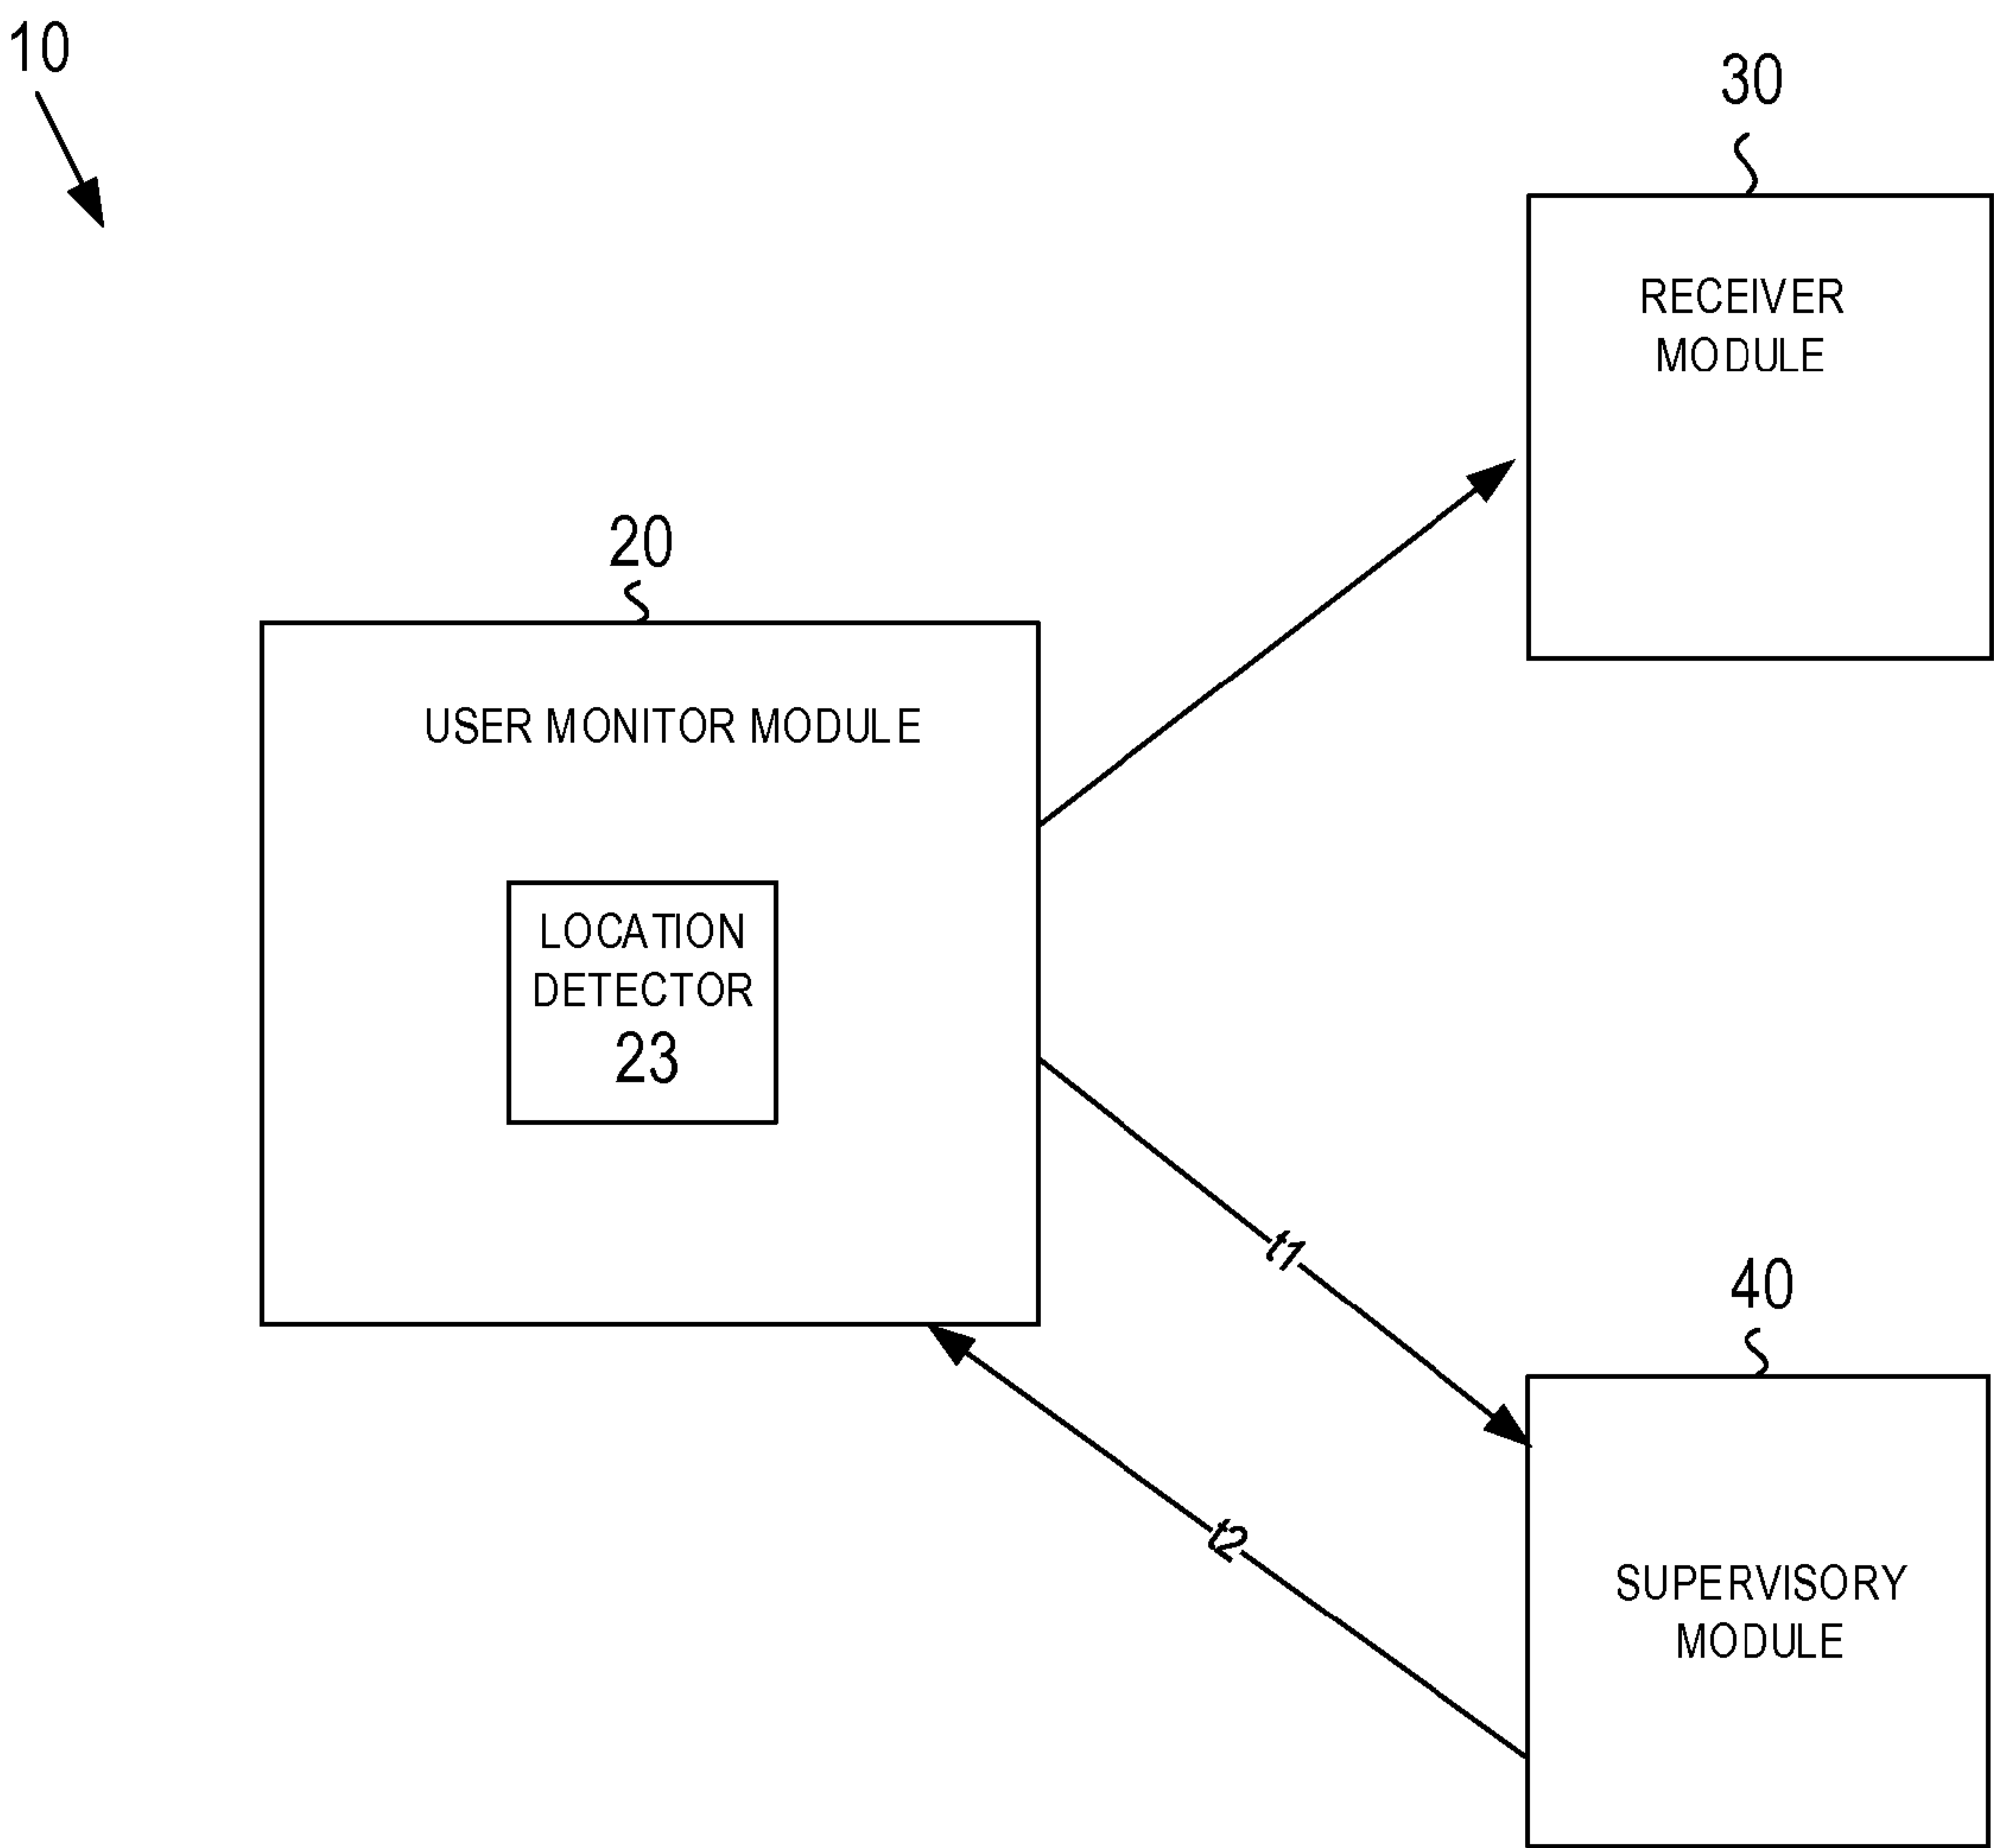 10
30
RECEIVER
MODULE
20
USER MONITOR MODULE
LOCATION
DETECTOR
23
t1
40
t2
SUPERVISORY
MODULE